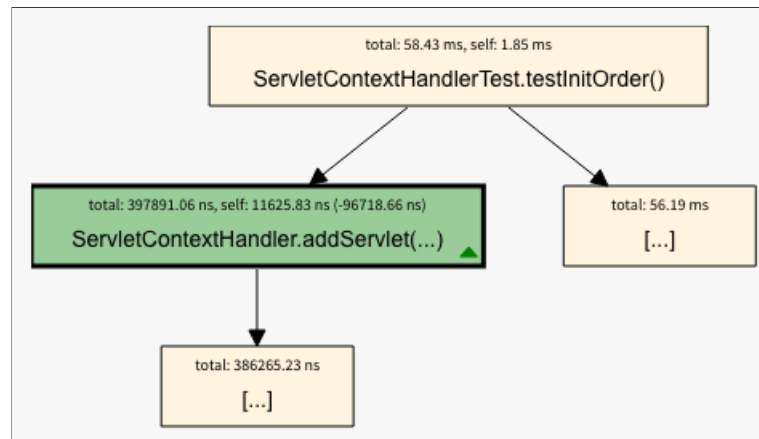 total: 58.43 ms, self: 1.85 ms
ServletContextHandlerTest.testInitOrder()
total: 397891.06 ns, self: 11625.83 ns (-96718.66 ns)
ServletContextHandler.addServlet(...)
total: 56.19 ms
[...]
total: 386265.23 ns
[...]